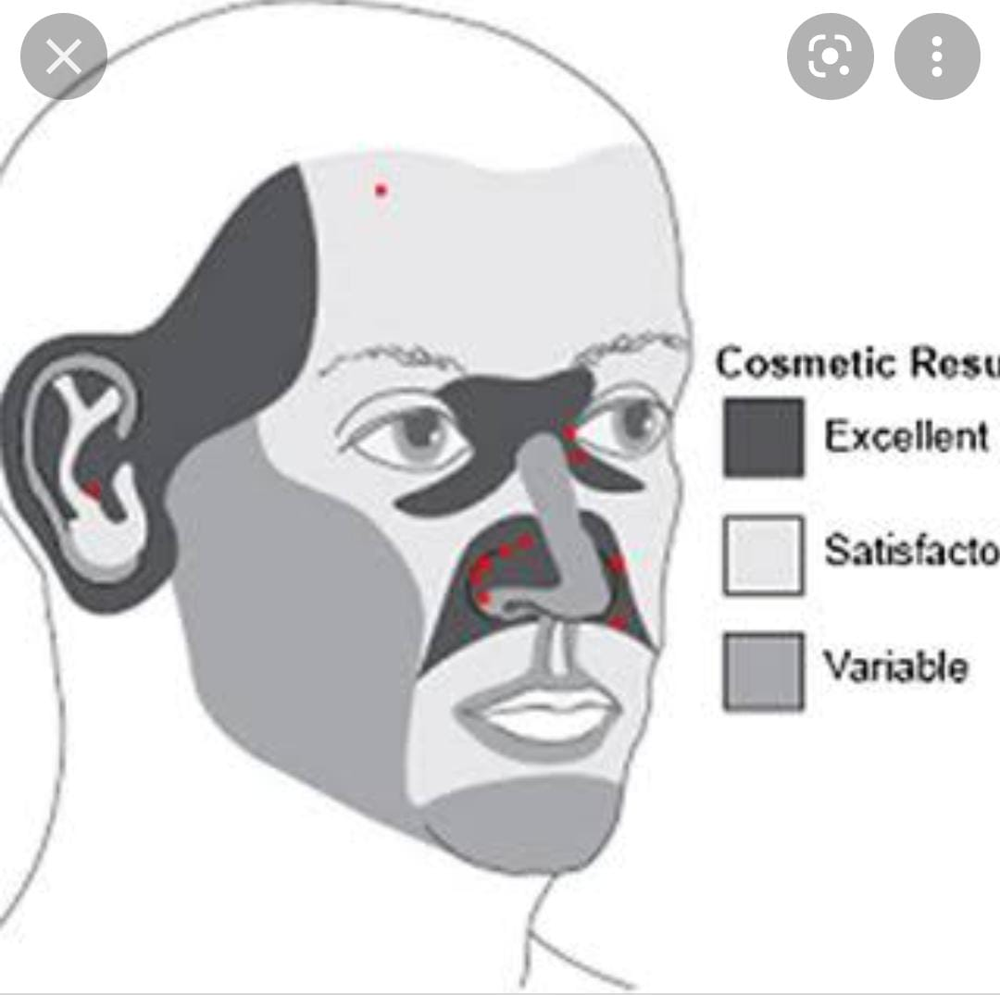 Cosmetic Resu
Excellent
Satisfacto
Variable